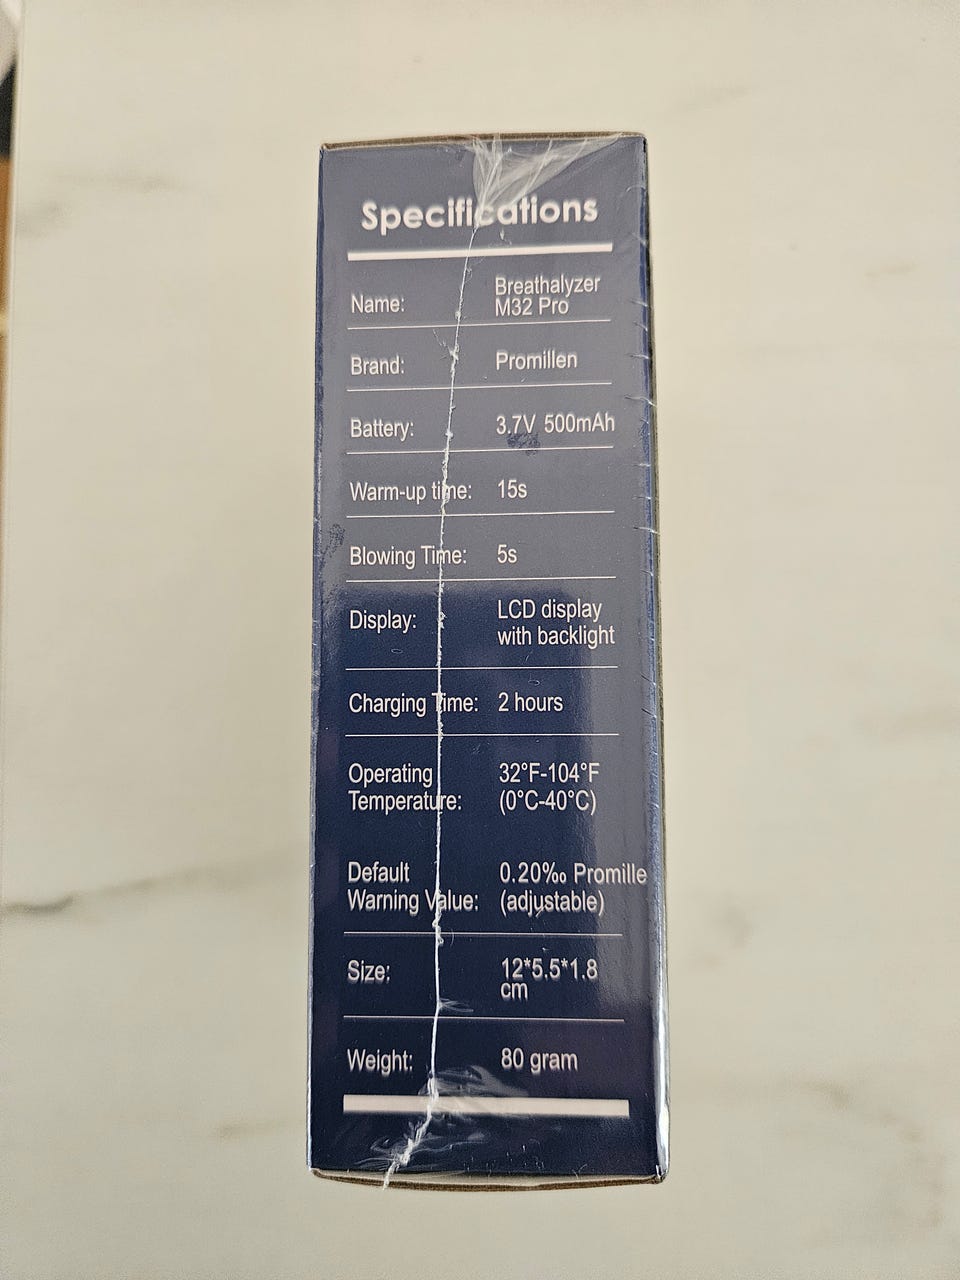 Specifications
Name: Breathalyzer
M32 Pro
Brand: Promillen
Battery: 3.7V 500mAh
Warm-up time: 15s
Blowing Time: 5s
Display: LCD display
with backlight
Charging Time: 2 hours
Operating 32°F-104°F
Temperature: (0°C-40°C)
Default 0.20‰ Promille
Warning Value: (adjustable)
Size: 12*5.5*1.8
cm
Weight: 80 gram